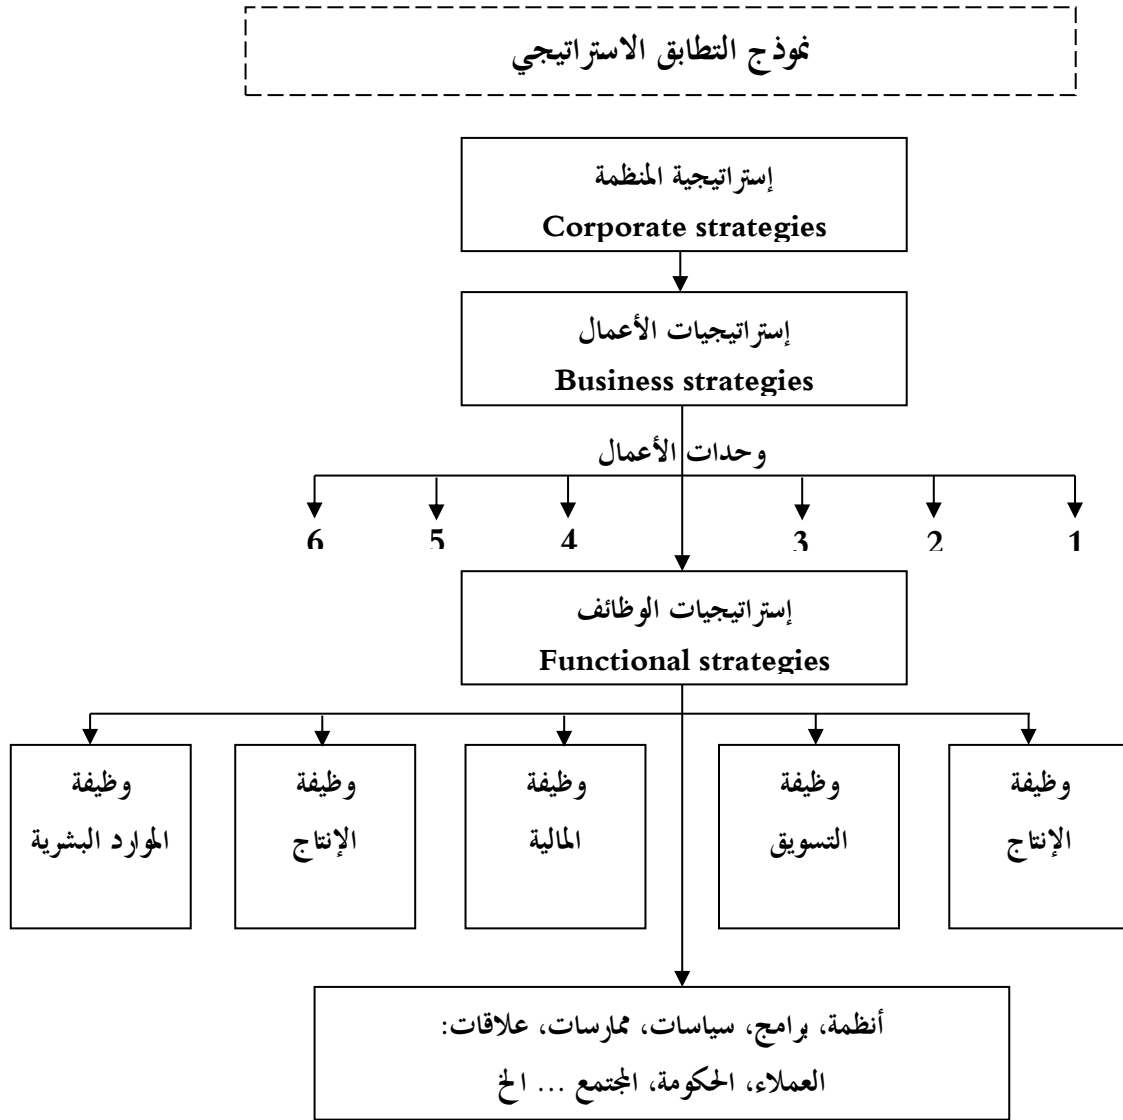 نموذج التطابق الاستراتيجي
إستراتيجية المنظمة
Corporate strategies
إستراتيجيات الأعمال
Business strategies
وحدات الأعمال
1 2 3 4 5 6
إستراتيجيات الوظائف
Functional strategies
وظيفة
الإنتاج
وظيفة
التسويق
وظيفة
المالية
وظيفة
الإنتاج
وظيفة
الموارد البشرية
أنظمة، برامج، سياسات، ممارسات، علاقات:
العملاء، الحكومة، المجتمع ... الخ